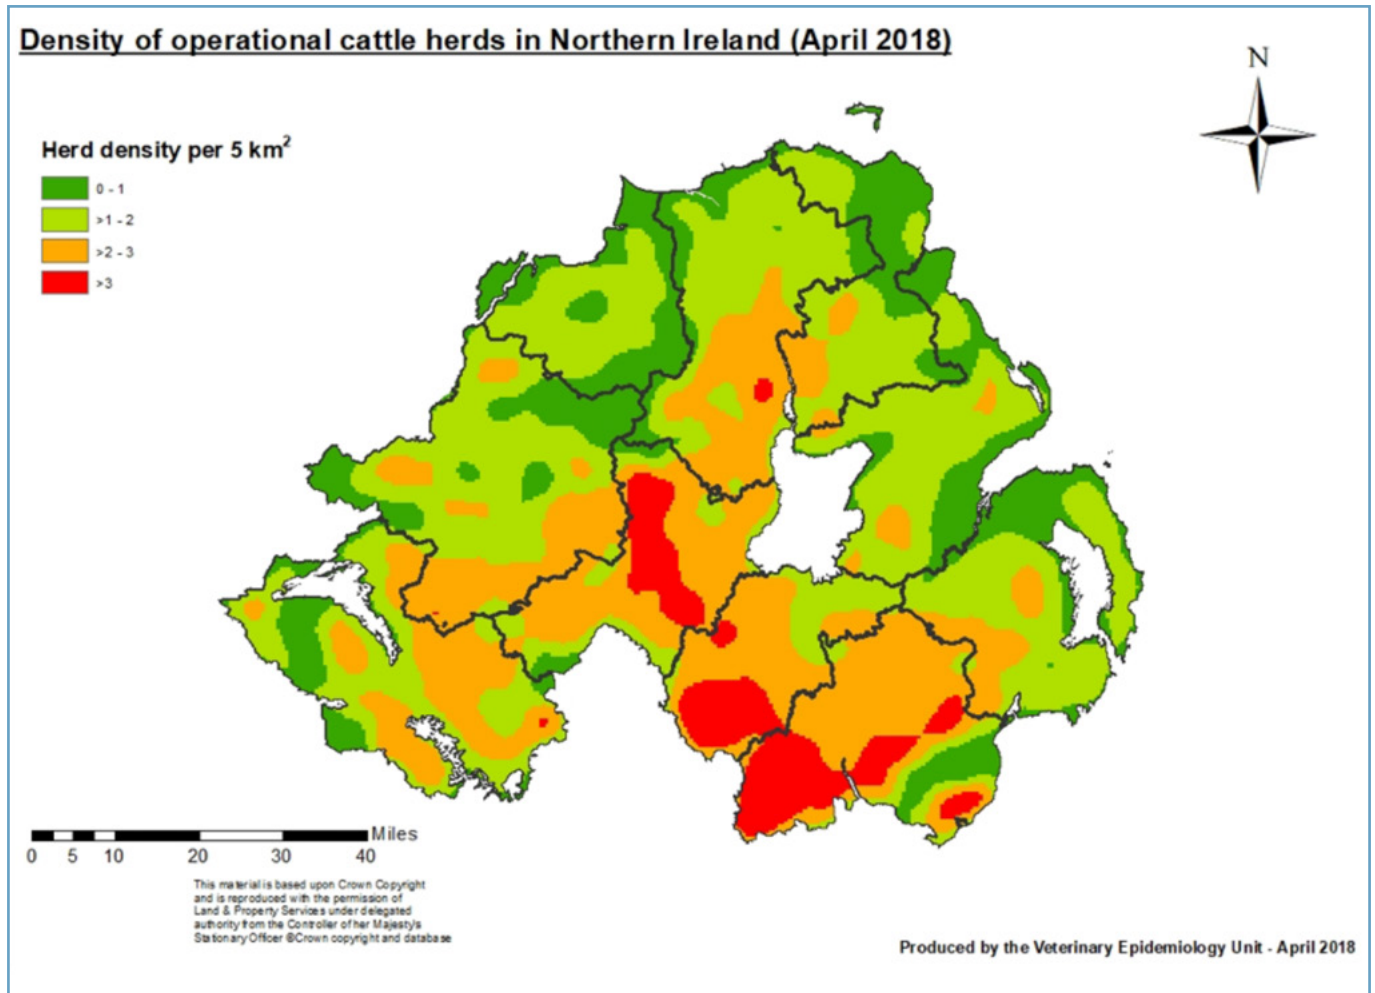 Density of operational cattle herds in Northern Ireland (April 2018)
N
Herd density per 5 km²
0 - 1
>1 - 2
>2 - 3
>3
Miles
0 5 10 20 30 40
This material is based upon Crown Copyright
and is reproduced with the permission of
Land & Property Services under delegated
authority from the Controller of her Majesty's
Stationary Officer ©Crown copyright and database
Produced by the Veterinary Epidemiology Unit - April 2018